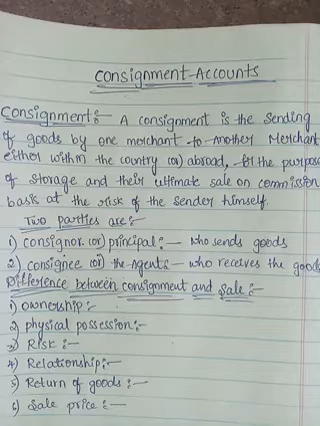 Consignment Accounts
Consignment:- A consignment is the sending
of goods by one merchant to another Merchant
either within the country (or) abroad, for the purpose
of storage and their ultimate sale on commission
basis at the risk of the sender himself.
Two parties are:-
1) consignor (or) principal:- who sends goods
2) consignee (or) the Agents - who receives the goods
Difference between consignment and sale:-
1) ownership:-
2) physical possession:-
3) Risk:-
4) Relationship:-
5) Return of goods:-
6) Sale price:-